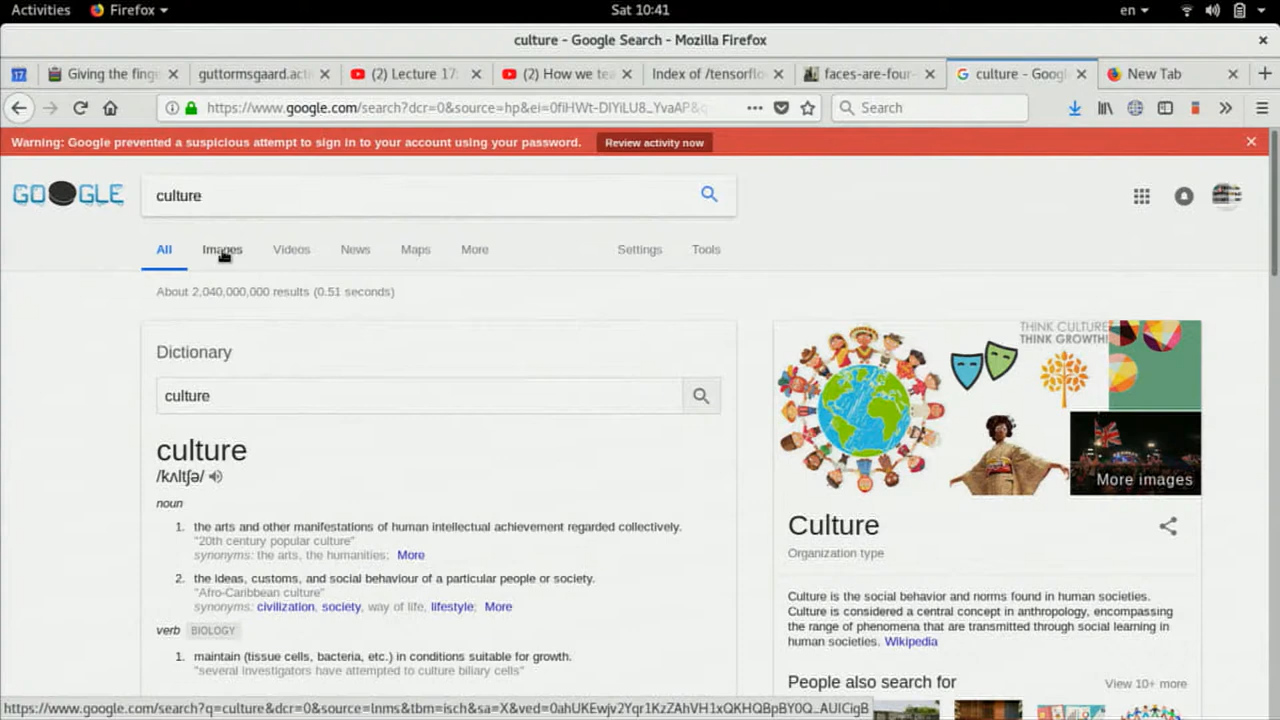 Activities Firefox Sat 10:41 en
culture - Google Search - Mozilla Firefox
17 Giving the fing guttormsgaard.acti (2) Lecture 17: (2) How we tea Index of /tensorflo faces-are-four- culture - Googl New Tab
https://www.google.com/search?dcr=0&source=hp&ei=0fiHWt-DIYiLU8_YvaAP&q Search
Warning: Google prevented a suspicious attempt to sign in to your account using your password. Review activity now
GO GLE culture
All Images Videos News Maps More Settings Tools
About 2,040,000,000 results (0.51 seconds)
Dictionary
culture
culture
/kʌltʃə/
noun
1. the arts and other manifestations of human intellectual achievement regarded collectively.
"20th century popular culture"
synonyms: the arts, the humanities; More
2. the ideas, customs, and social behaviour of a particular people or society.
"Afro-Caribbean culture"
synonyms: civilization, society, way of life, lifestyle; More
verb BIOLOGY
1. maintain (tissue cells, bacteria, etc.) in conditions suitable for growth.
"several investigators have attempted to culture biliary cells"
THINK CULTURE
THINK GROWTH!
More images
Culture
Organization type
Culture is the social behavior and norms found in human societies.
Culture is considered a central concept in anthropology, encompassing
the range of phenomena that are transmitted through social learning in
human societies. Wikipedia
People also search for View 10+ more
https://www.google.com/search?q=culture&dcr=0&source=lnms&tbm=isch&sa=X&ved=0ahUKEwjv2Yqr1KzZAhVH1xQKHQBpBY0Q_AUICigB